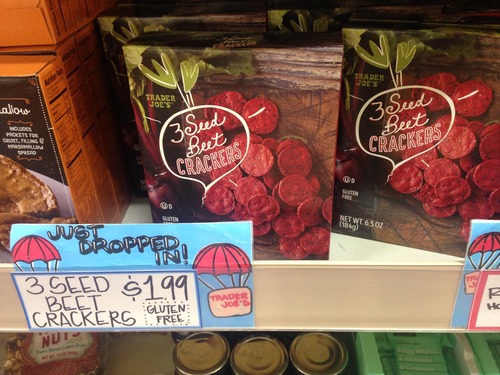 TRADER
JOE'S
3 Seed
Beet
CRACKERS
GLUTEN
TRADER
JOE'S
3 Seed
Beet
CRACKERS
GLUTEN
FREE
NET WT. 6.5 OZ
(184g)
allow
INCLUDES
PACKETS FOR
CRUST, FILLING &
MARSHMALLOW
SPREAD
JUST
DROPPED
IN!
3 SEED
BEET
CRACKERS
$1.99
GLUTEN
FREE
TRADER
JOE'S
NUTS